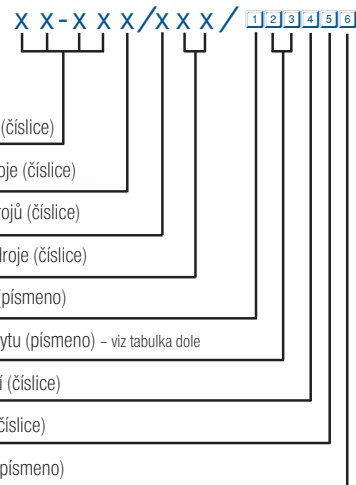 x x-x x x/x x x/ 1 2 3 4 5 6
(číslice)
oje (číslice)
rojů (číslice)
droje (číslice)
(písmeno)
ytu (písmeno) – viz tabulka dole
í (číslice)
číslice)
písmeno)